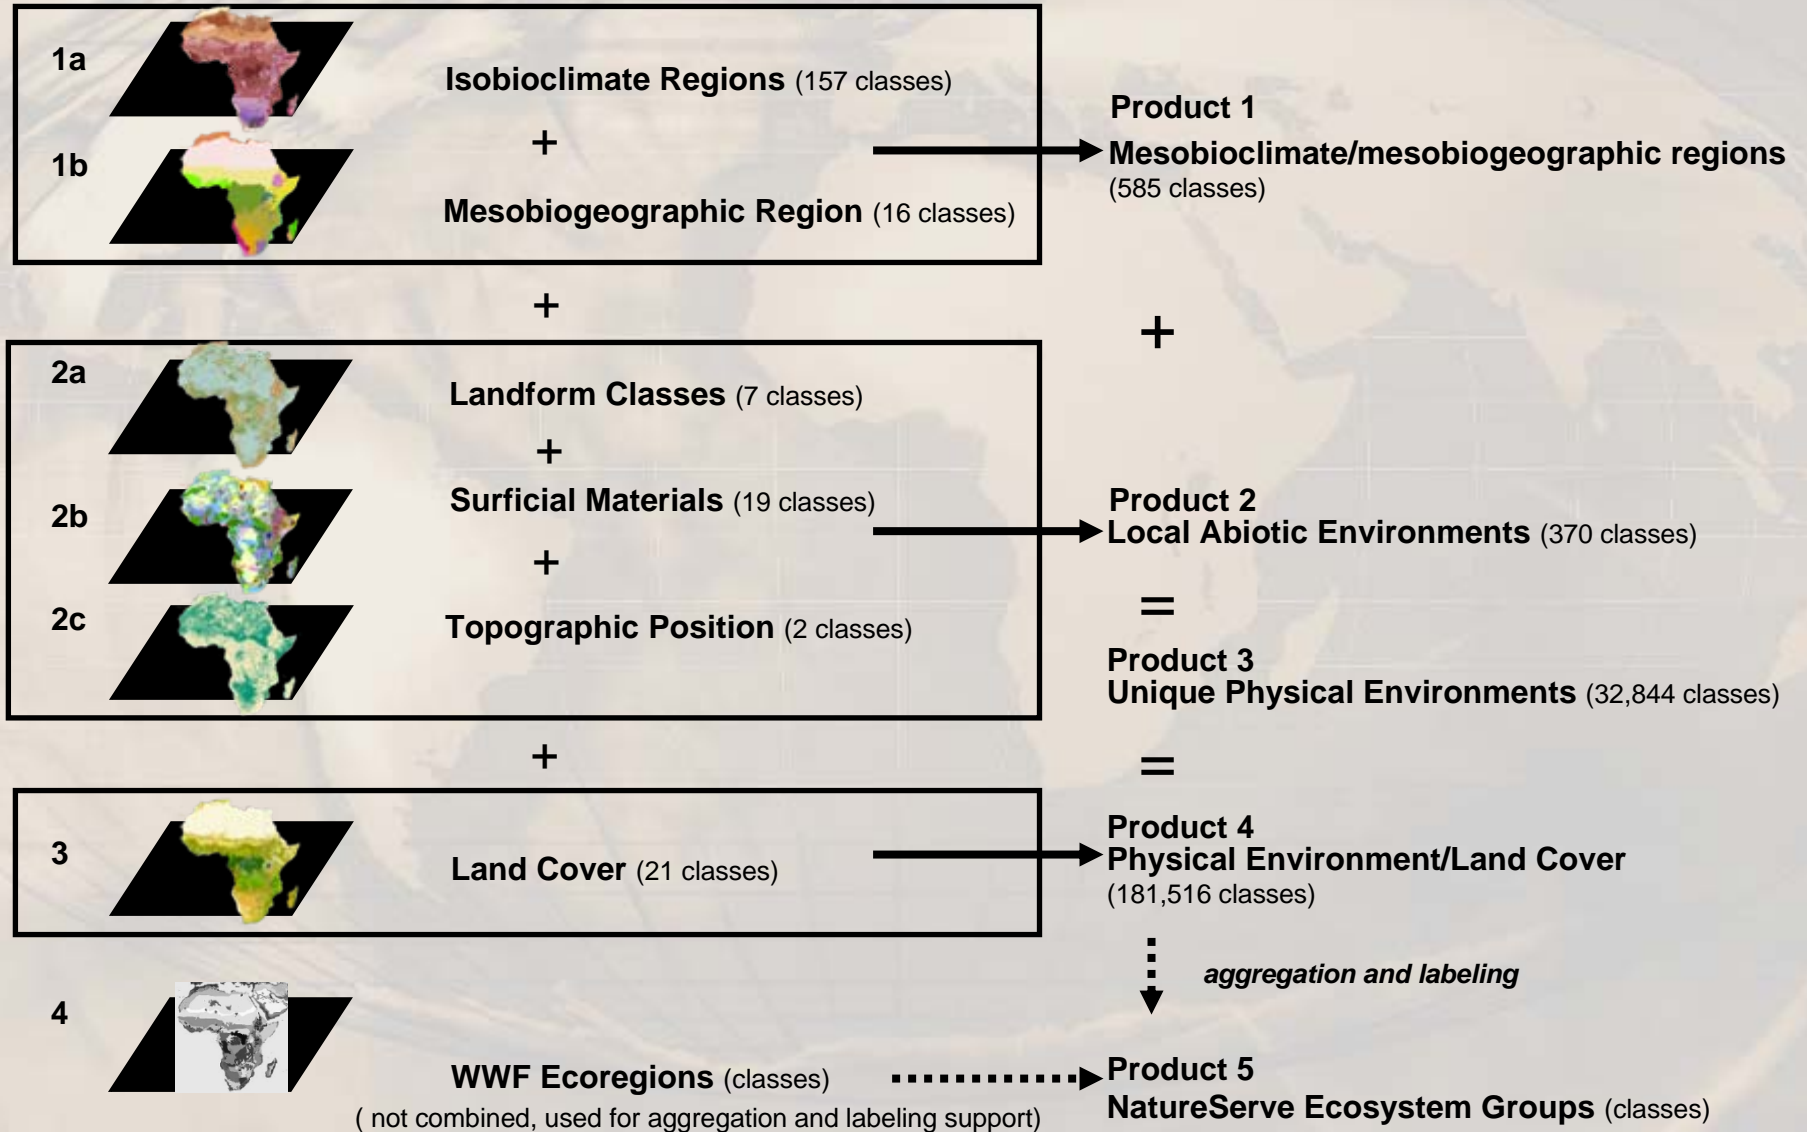 1a
Isobioclimate Regions (157 classes)
+
1b
Mesobiogeographic Region (16 classes)
Product 1
Mesobioclimate/mesobiogeographic regions
(585 classes)
+
+
2a
Landform Classes (7 classes)
+
2b
Surficial Materials (19 classes)
+
2c
Topographic Position (2 classes)
Product 2
Local Abiotic Environments (370 classes)
=
Product 3
Unique Physical Environments (32,844 classes)
+
=
3
Land Cover (21 classes)
Product 4
Physical Environment/Land Cover
(181,516 classes)
aggregation and labeling
4
WWF Ecoregions (classes)
( not combined, used for aggregation and labeling support)
Product 5
NatureServe Ecosystem Groups (classes)